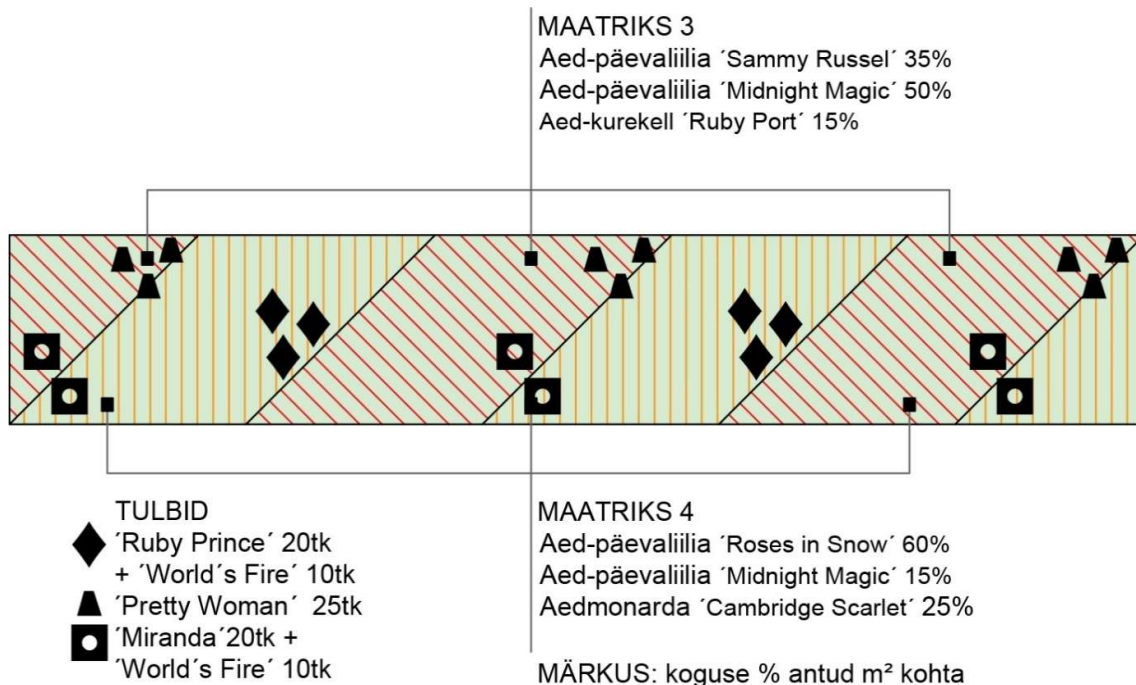 MAATRIKS 3
Aed-päevaliilia ´Sammy Russel´ 35%
Aed-päevaliilia ´Midnight Magic´ 50%
Aed-kurekell ´Ruby Port´ 15%
TULBID
´Ruby Prince´ 20tk
+ ´World´s Fire´ 10tk
´Pretty Woman´ 25tk
´Miranda´20tk +
´World´s Fire´ 10tk
MAATRIKS 4
Aed-päevaliilia ´Roses in Snow´ 60%
Aed-päevaliilia ´Midnight Magic´ 15%
Aedmonarda ´Cambridge Scarlet´ 25%
MÄRKUS: koguse % antud m² kohta